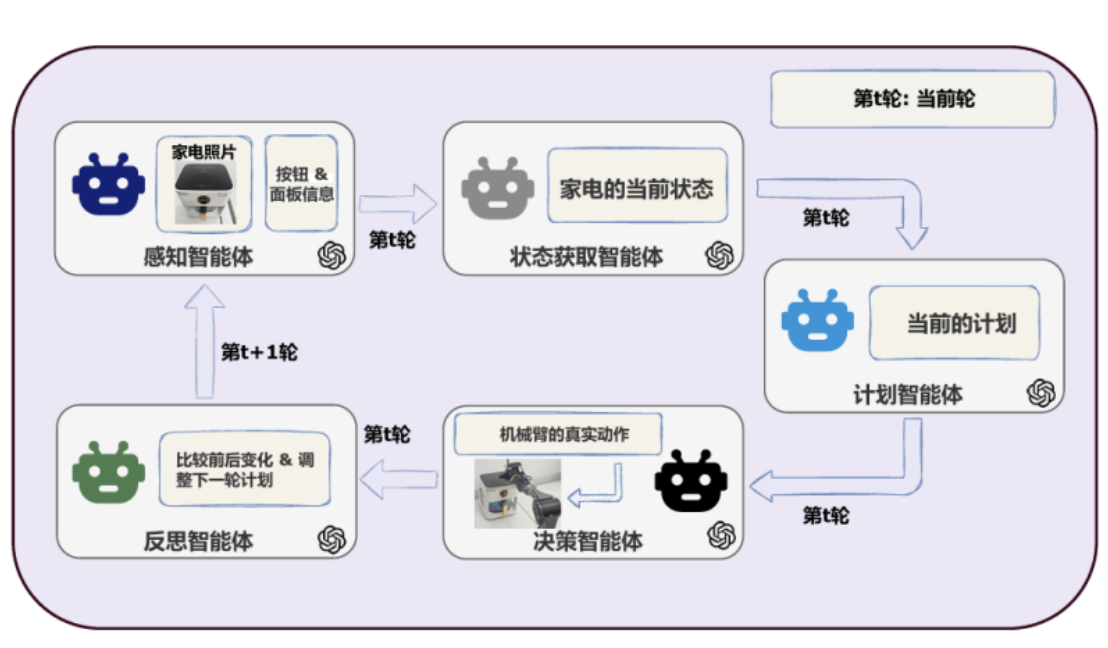 第t轮: 当前轮
家电照片
按钮 &
面板信息
感知智能体
第t轮
家电的当前状态
状态获取智能体
第t轮
当前的计划
计划智能体
第t轮
机械臂的真实动作
决策智能体
第t轮
比较前后变化 & 调
整下一轮计划
反思智能体
第t+1轮